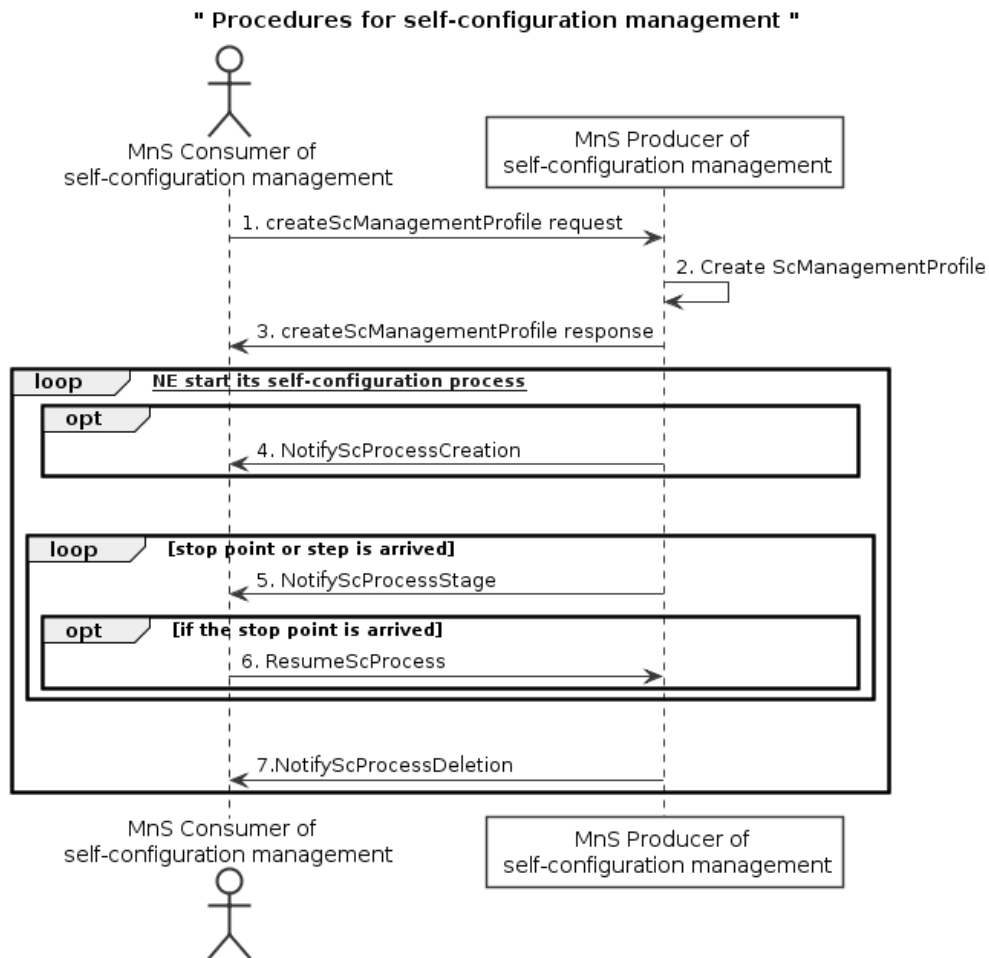 " Procedures for self-configuration management "
MnS Consumer of
self-configuration management
MnS Producer of
self-configuration management
1. createScManagementProfile request
2. Create ScManagementProfile
3. createScManagementProfile response
loop NE start its self-configuration process
opt
4. NotifyScProcessCreation
loop [stop point or step is arrived]
5. NotifyScProcessStage
opt [if the stop point is arrived]
6. ResumeScProcess
7.NotifyScProcessDeletion
MnS Consumer of
self-configuration management
MnS Producer of
self-configuration management